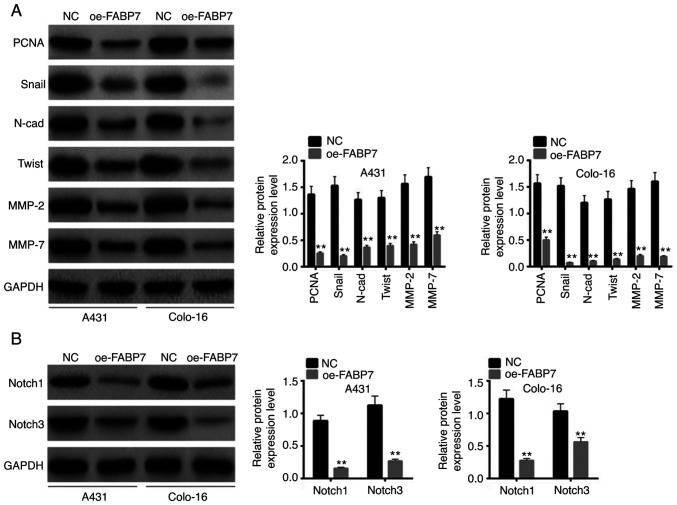 A
NC oe-FABP7 NC oe-FABP7
PCNA
Snail
N-cad
Twist
MMP-2
MMP-7
GAPDH
A431 Colo-16
NC
oe-FABP7
A431
Relative protein
expression level
2.0
1.5
1.0
0.5
0.0
** ** ** ** ** **
PCNA Snail N-cad Twist MMP-2 MMP-7
NC
oe-FABP7
Colo-16
Relative protein
expression level
2.0
1.5
1.0
0.5
0.0
** ** ** ** ** **
PCNA Snail N-cad Twist MMP-2 MMP-7
B
NC oe-FABP7 NC oe-FABP7
Notch1
Notch3
GAPDH
A431 Colo-16
NC
oe-FABP7
A431
Relative protein
expression level
1.5
1.0
0.5
0.0
** **
Notch1 Notch3
NC
oe-FABP7
Colo-16
Relative protein
expression level
1.5
1.0
0.5
0.0
** **
Notch1 Notch3